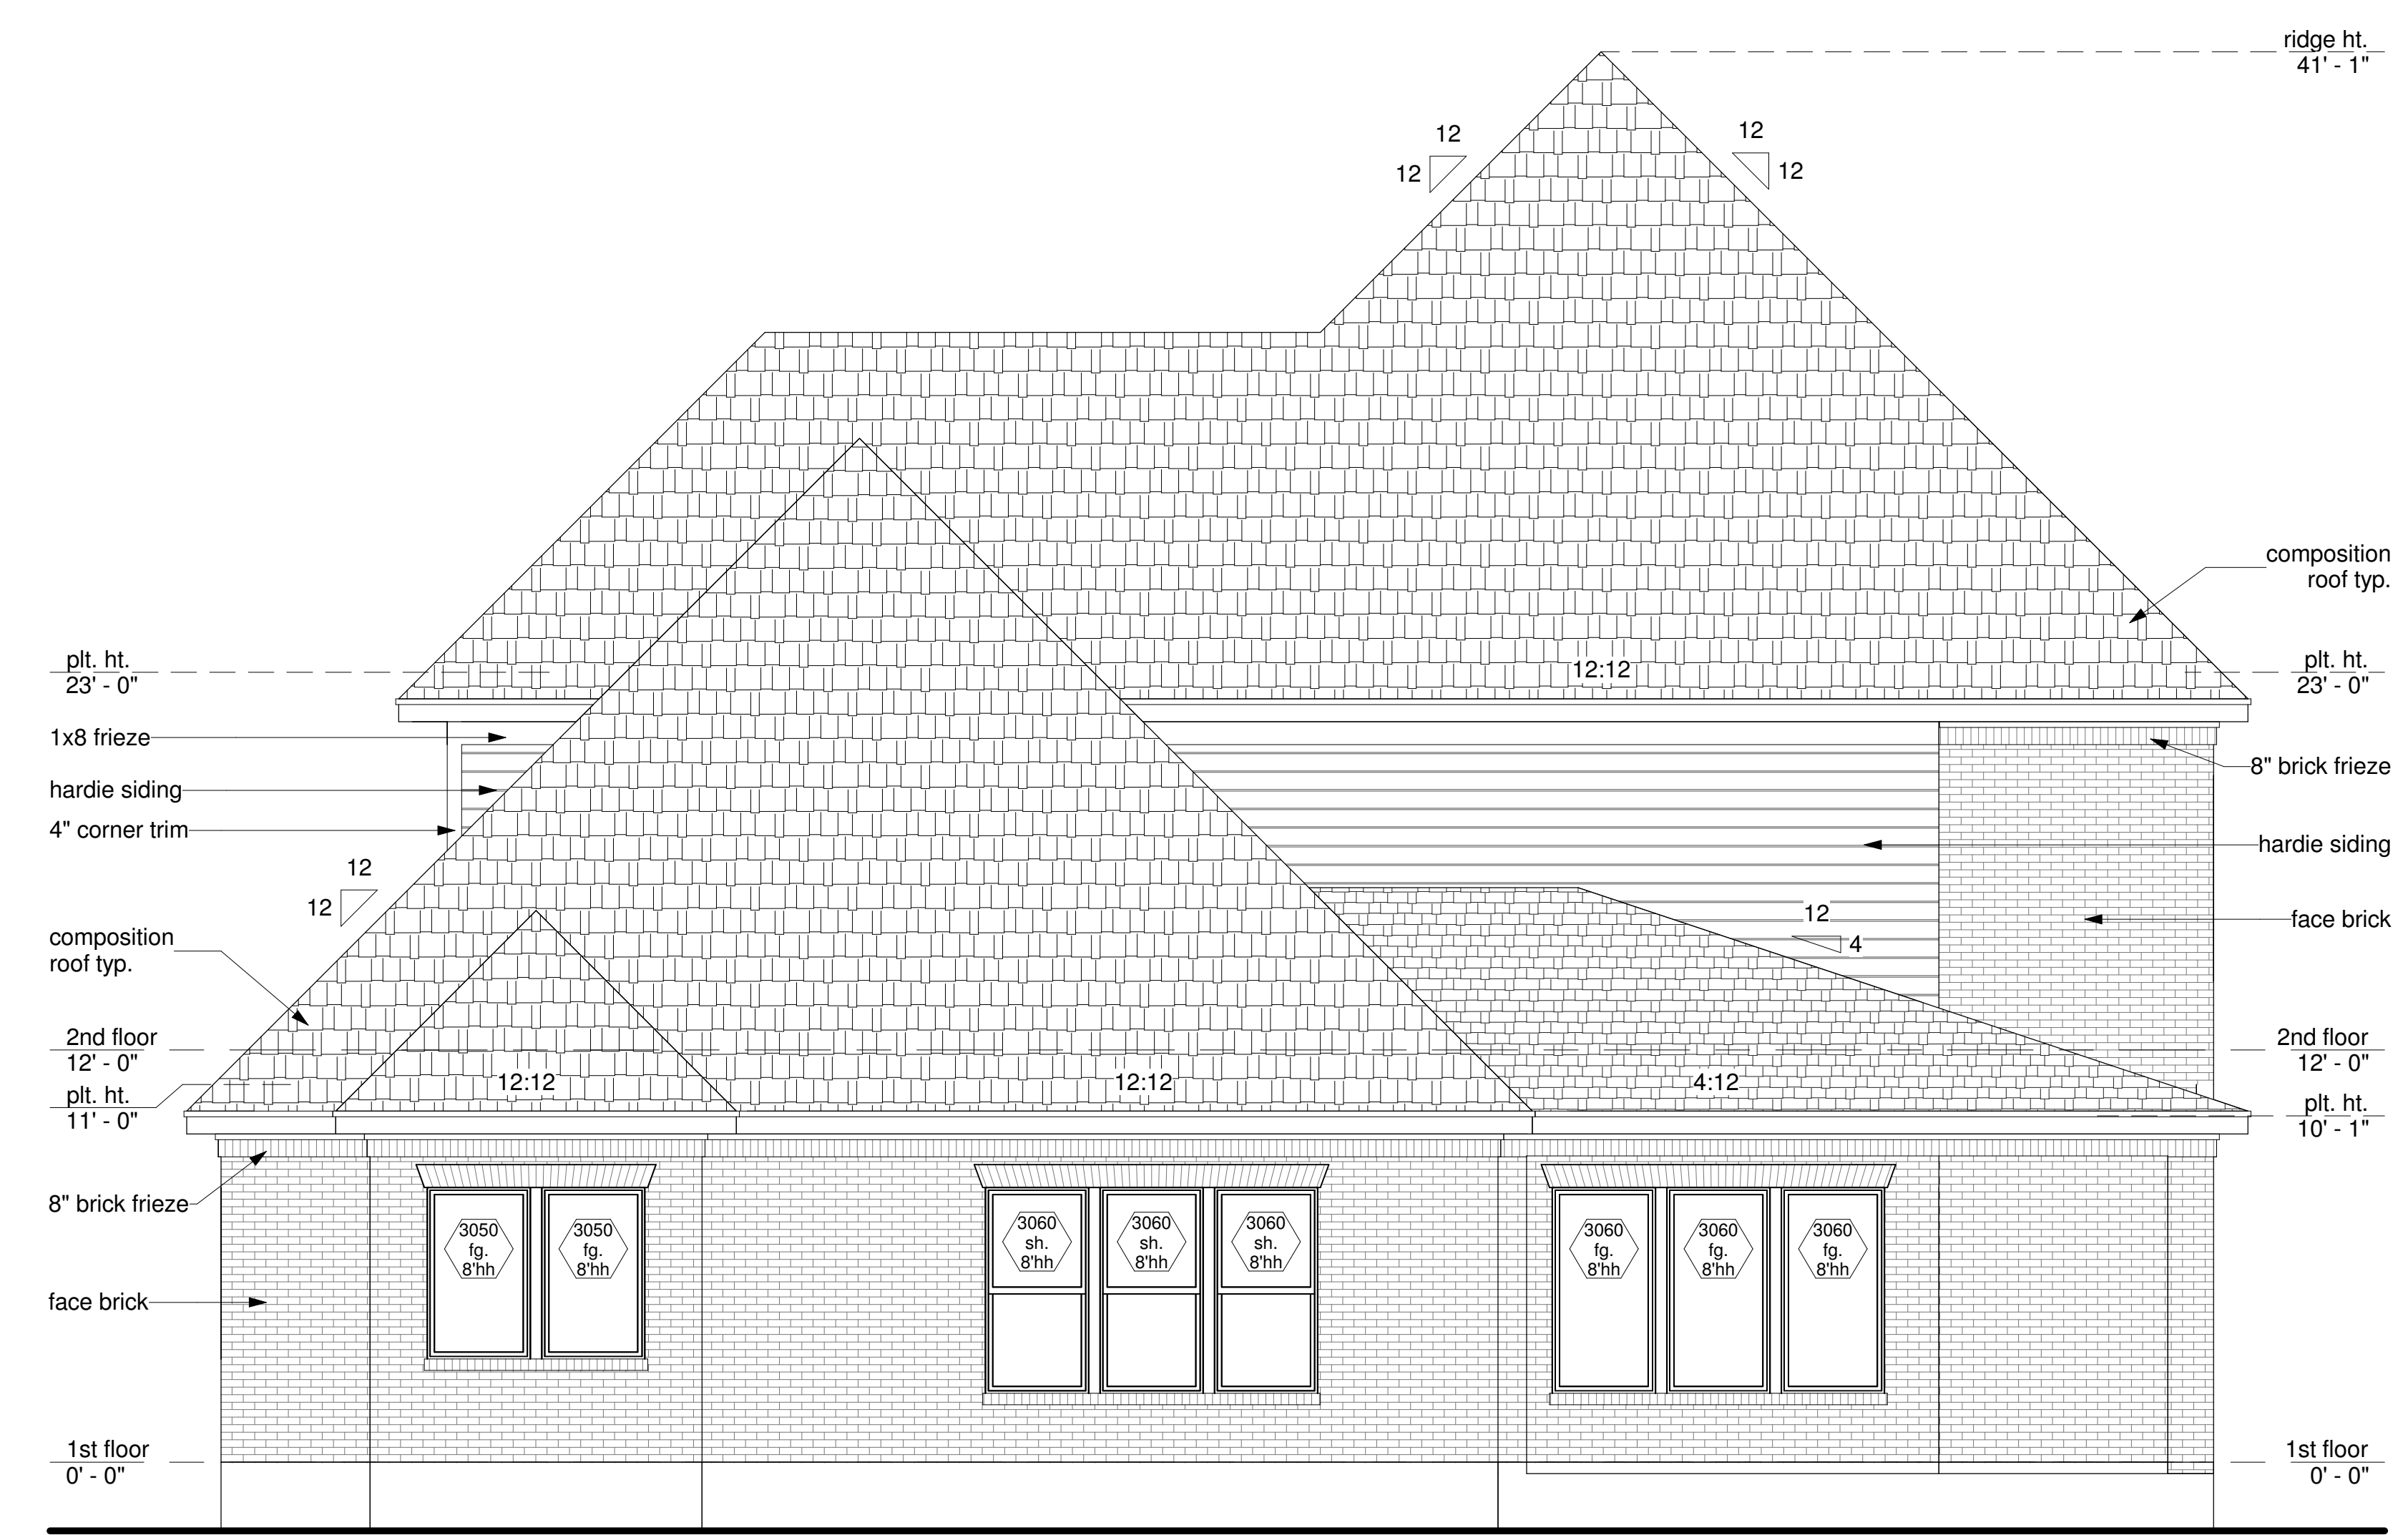 ridge ht.
41' - 1"
12
12
12
12
composition
roof typ.
plt. ht.
23' - 0"
12:12
plt. ht.
23' - 0"
1x8 frieze
8" brick frieze
hardie siding
4" corner trim
hardie siding
12
12
12
4
face brick
composition
roof typ.
2nd floor
12' - 0"
2nd floor
12' - 0"
plt. ht.
11' - 0"
12:12
12:12
4:12
plt. ht.
10' - 1"
8" brick frieze
3050
fg.
8'hh
3050
fg.
8'hh
3060
sh.
8'hh
3060
sh.
8'hh
3060
sh.
8'hh
3060
fg.
8'hh
3060
fg.
8'hh
3060
fg.
8'hh
face brick
1st floor
0' - 0"
1st floor
0' - 0"